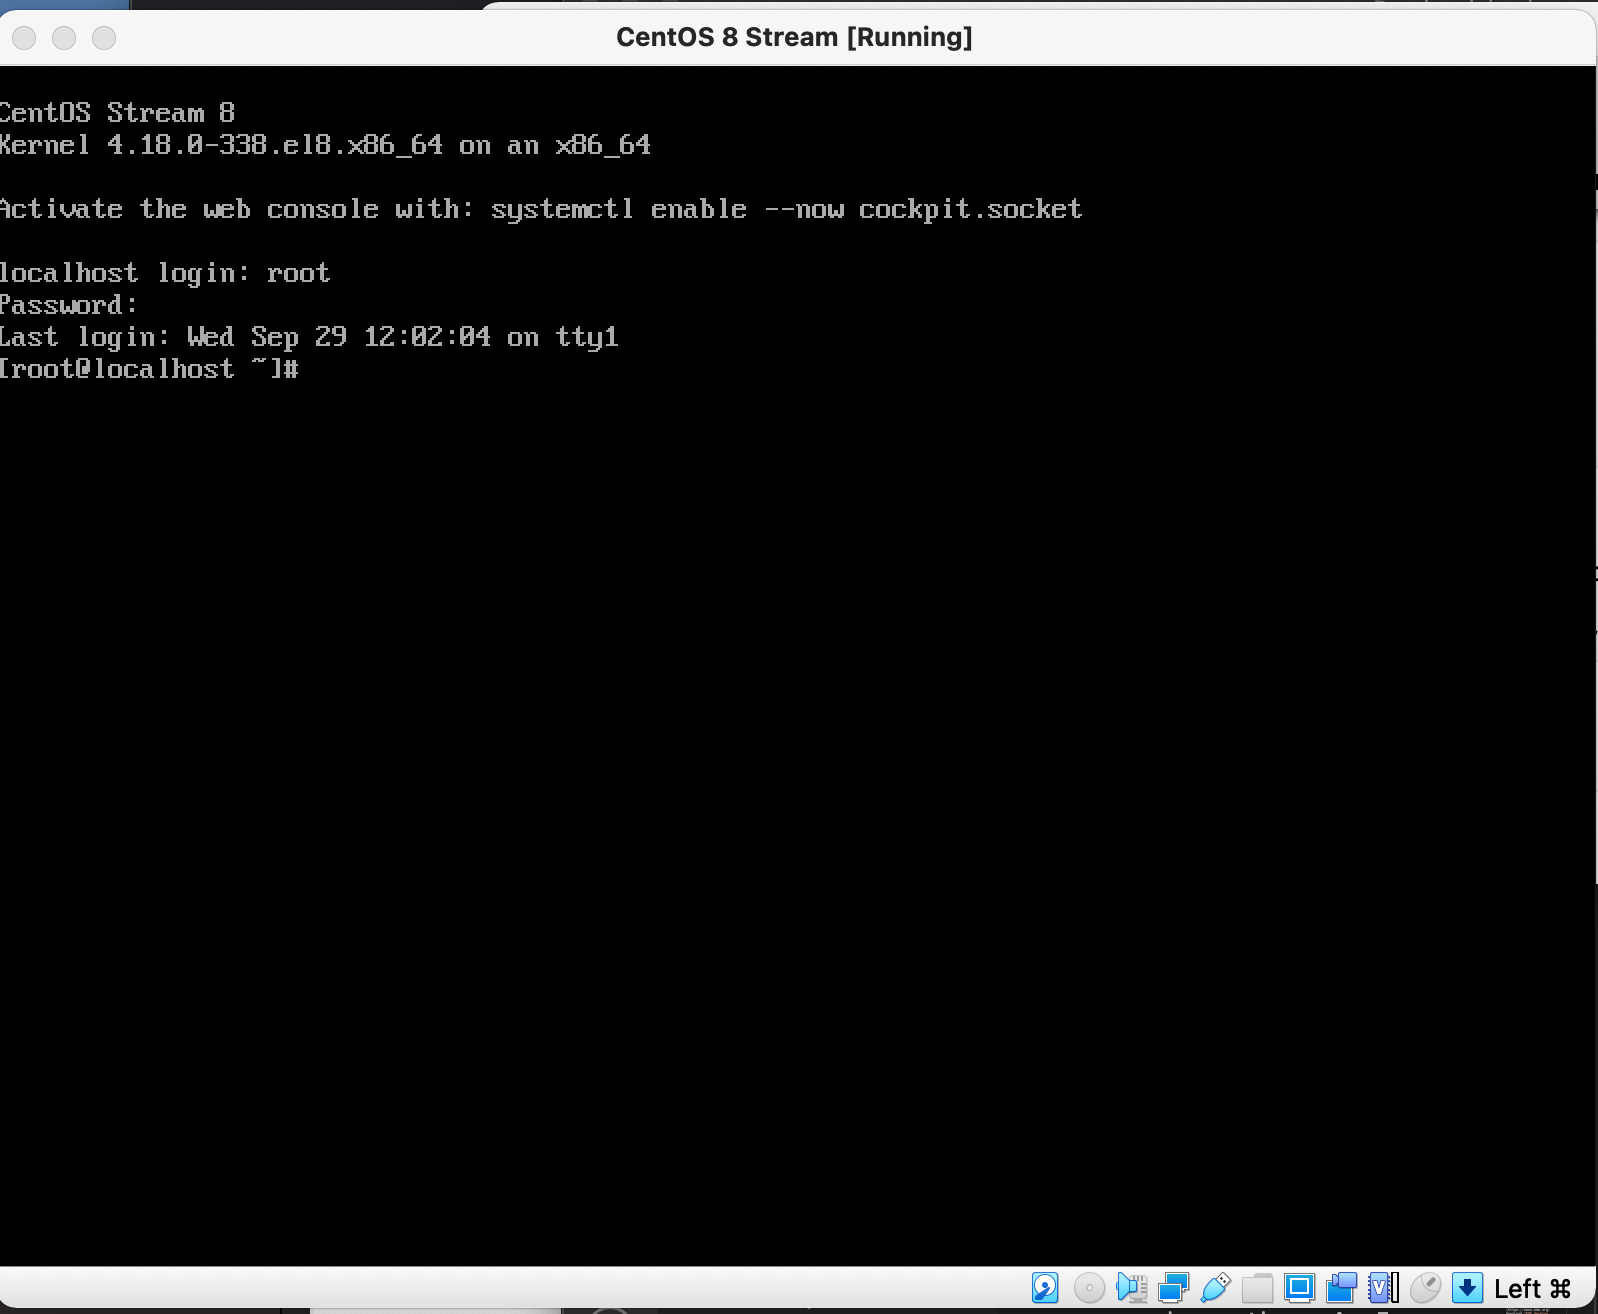 CentOS 8 Stream [Running]
CentOS Stream 8
Kernel 4.18.0-338.el8.x86_64 on an x86_64
Activate the web console with: systemctl enable --now cockpit.socket
localhost login: root
Password:
Last login: Wed Sep 29 12:02:04 on tty1
[root@localhost ~]#
Left ⌘